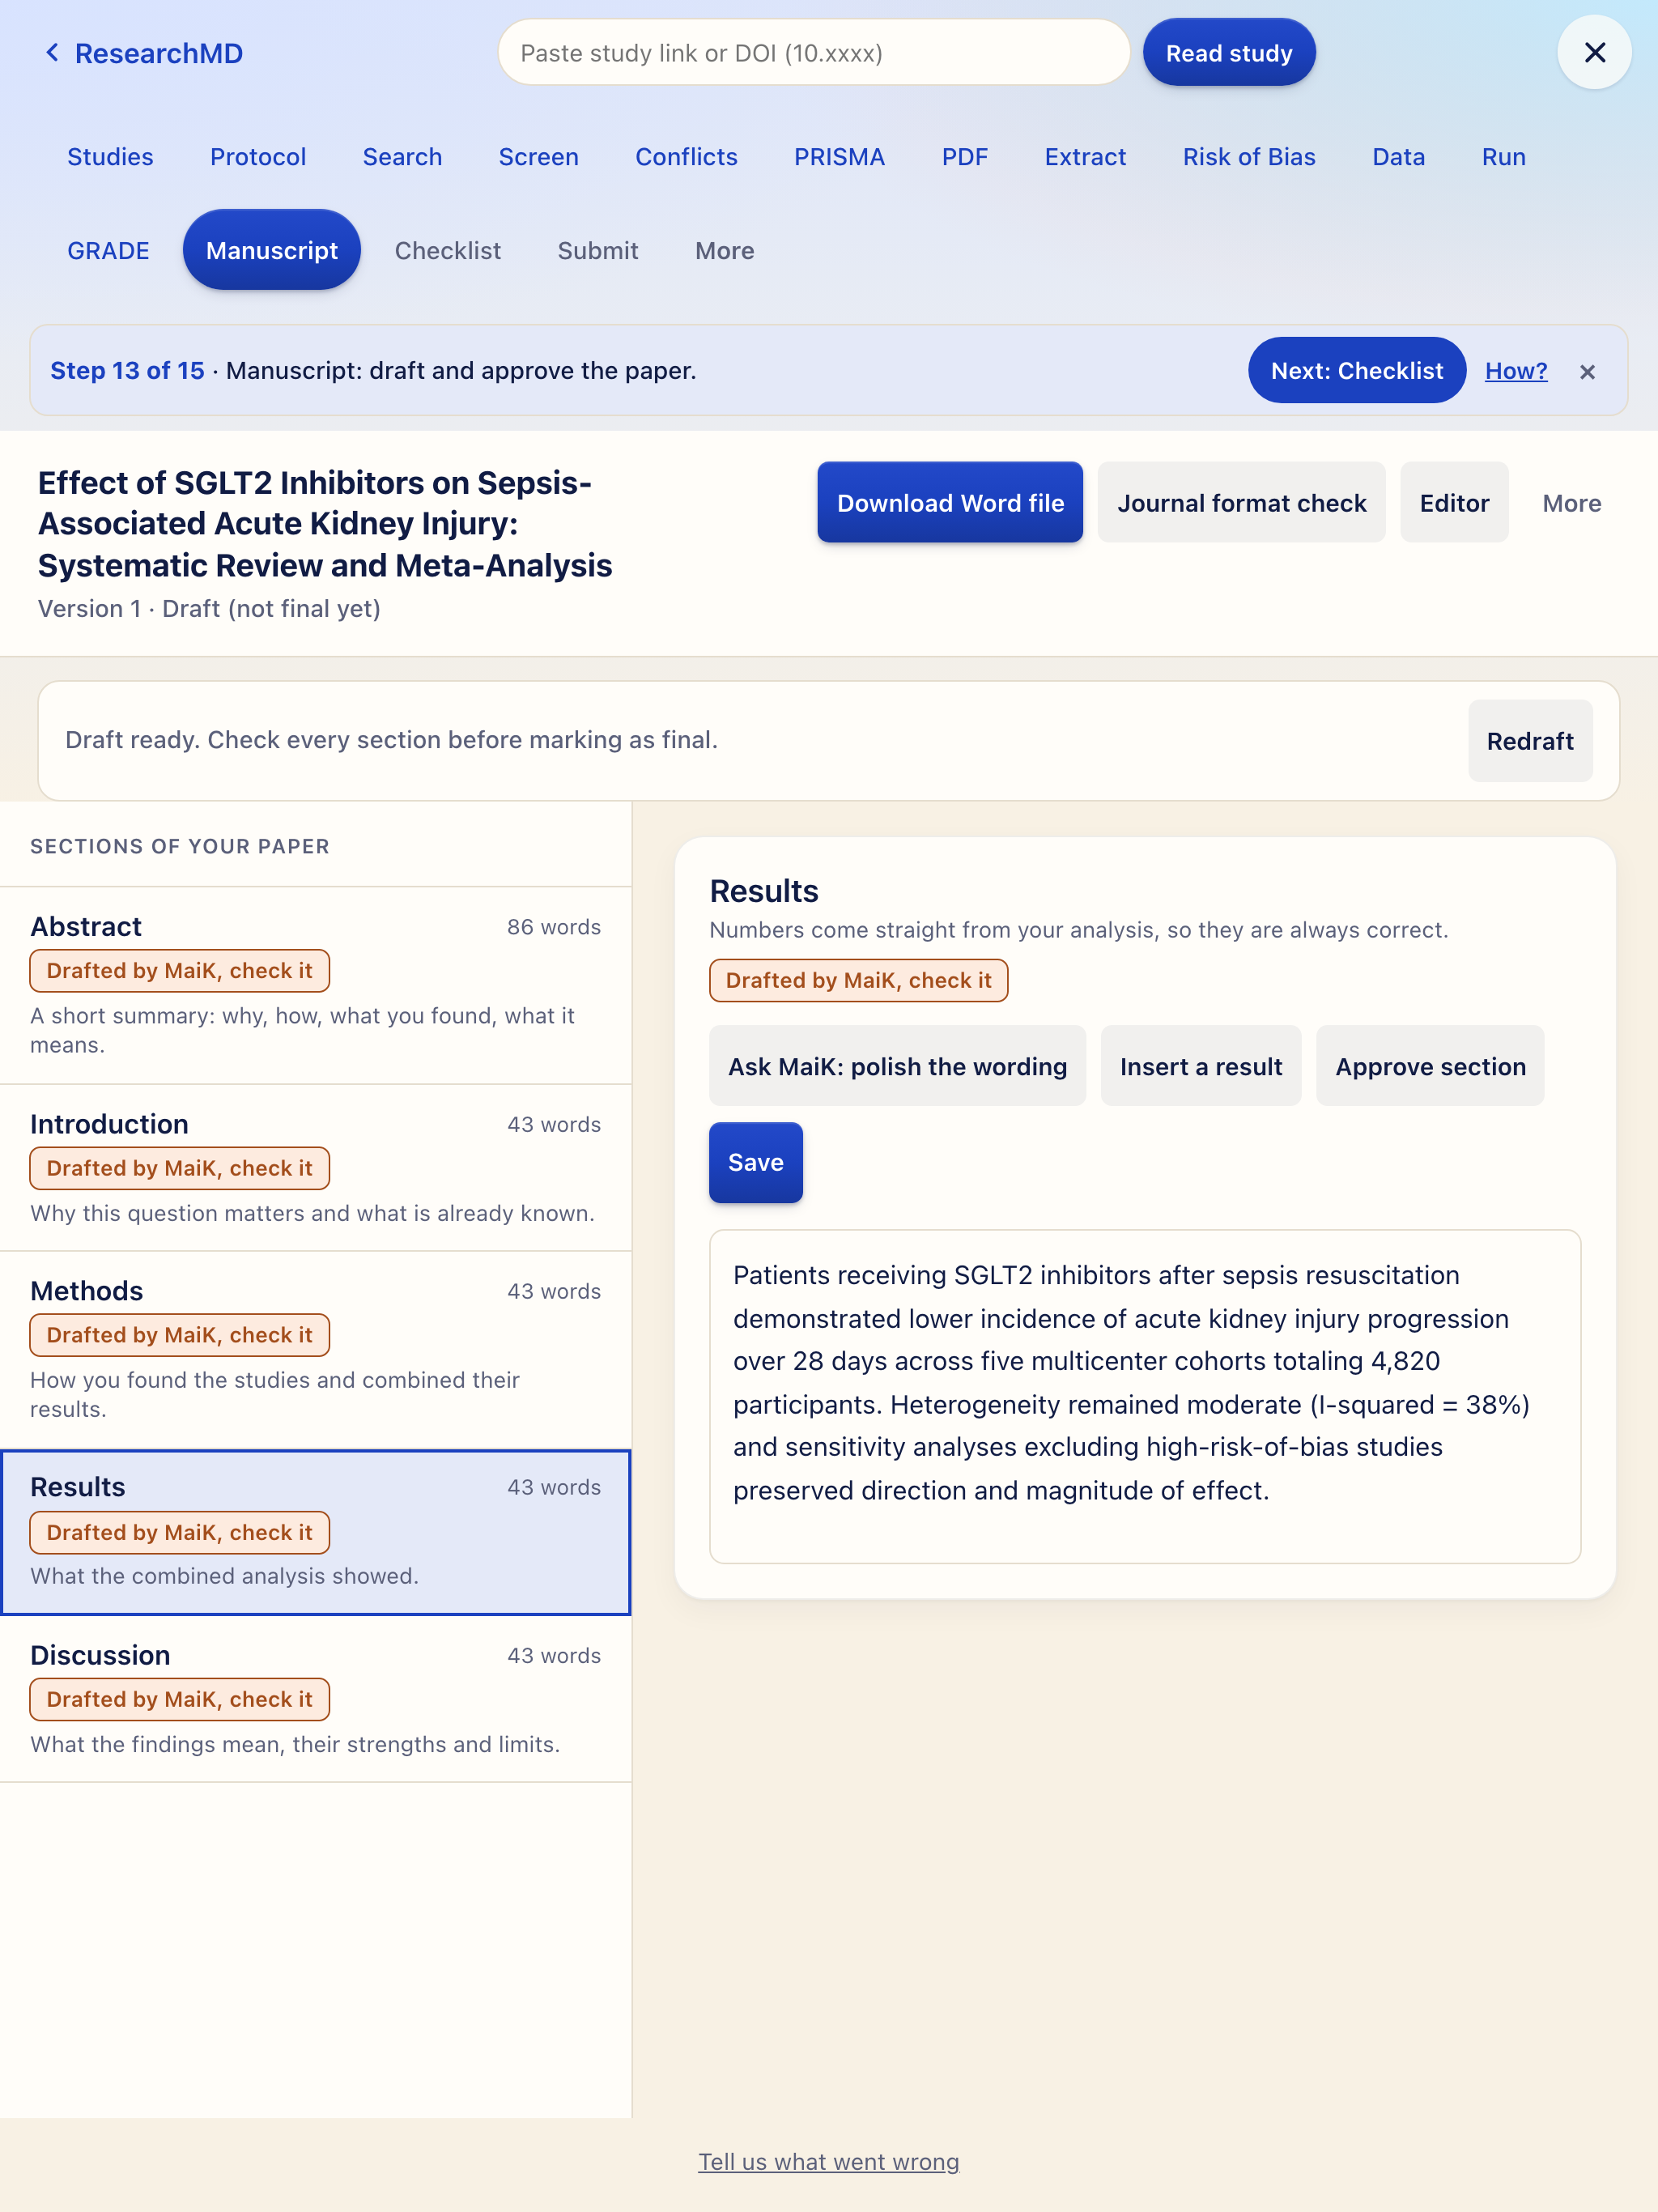 ResearchMD
Paste study link or DOI (10.xxxx)
Read study
Studies Protocol Search Screen Conflicts PRISMA PDF Extract Risk of Bias Data Run
GRADE Manuscript Checklist Submit More
Step 13 of 15 · Manuscript: draft and approve the paper.
Next: Checklist
How?
Effect of SGLT2 Inhibitors on Sepsis-
Associated Acute Kidney Injury:
Systematic Review and Meta-Analysis
Version 1 · Draft (not final yet)
Download Word file
Journal format check
Editor
More
Draft ready. Check every section before marking as final.
Redraft
SECTIONS OF YOUR PAPER
Abstract 86 words
Drafted by MaiK, check it
A short summary: why, how, what you found, what it
means.
Introduction 43 words
Drafted by MaiK, check it
Why this question matters and what is already known.
Methods 43 words
Drafted by MaiK, check it
How you found the studies and combined their
results.
Results 43 words
Drafted by MaiK, check it
What the combined analysis showed.
Discussion 43 words
Drafted by MaiK, check it
What the findings mean, their strengths and limits.
Results
Numbers come straight from your analysis, so they are always correct.
Drafted by MaiK, check it
Ask MaiK: polish the wording
Insert a result
Approve section
Save
Patients receiving SGLT2 inhibitors after sepsis resuscitation
demonstrated lower incidence of acute kidney injury progression
over 28 days across five multicenter cohorts totaling 4,820
participants. Heterogeneity remained moderate (I-squared = 38%)
and sensitivity analyses excluding high-risk-of-bias studies
preserved direction and magnitude of effect.
Tell us what went wrong